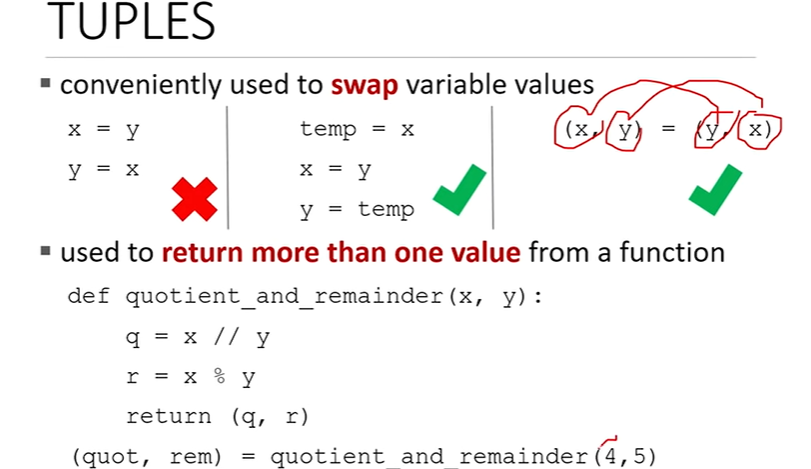 TUPLES
▪ conveniently used to swap variable values
x = y    temp = x    (x, y) = (y, x)
y = x    x = y
y = temp
▪ used to return more than one value from a function
def quotient_and_remainder(x, y):
    q = x // y
    r = x % y
    return (q, r)
(quot, rem) = quotient_and_remainder(4,5)